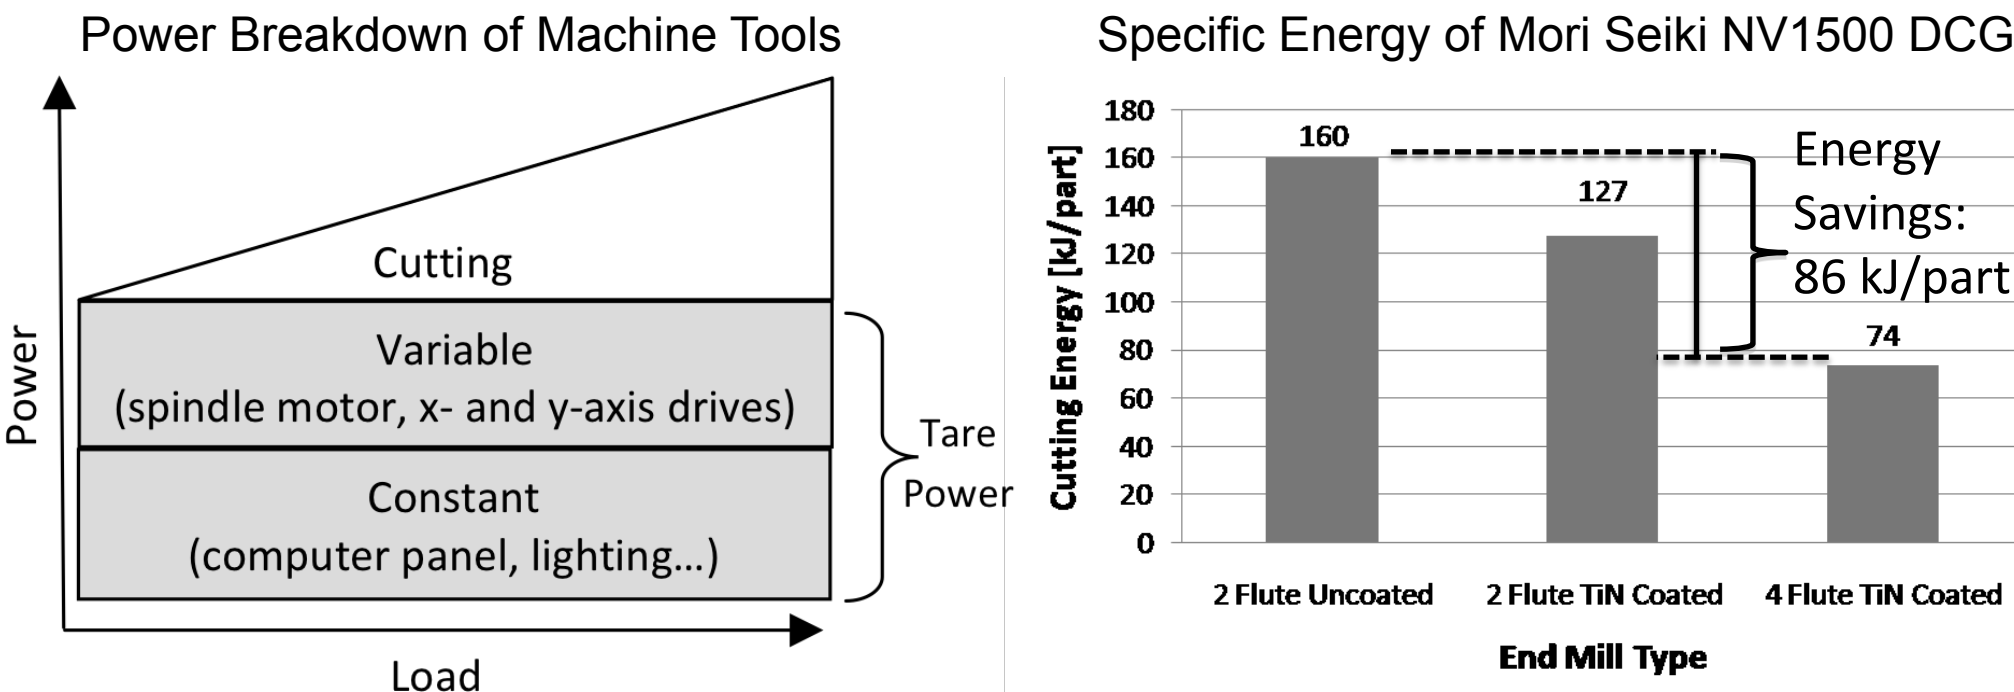 Power Breakdown of Machine Tools
Power
Cutting
Variable
(spindle motor, x- and y-axis drives)
Constant
(computer panel, lighting...)
Tare
Power
Load
Specific Energy of Mori Seiki NV1500 DCG
Cutting Energy [kJ/part]
180
160
140
120
100
80
60
40
20
0
160
127
74
Energy
Savings:
86 kJ/part
2 Flute Uncoated
2 Flute TiN Coated
4 Flute TiN Coated
End Mill Type